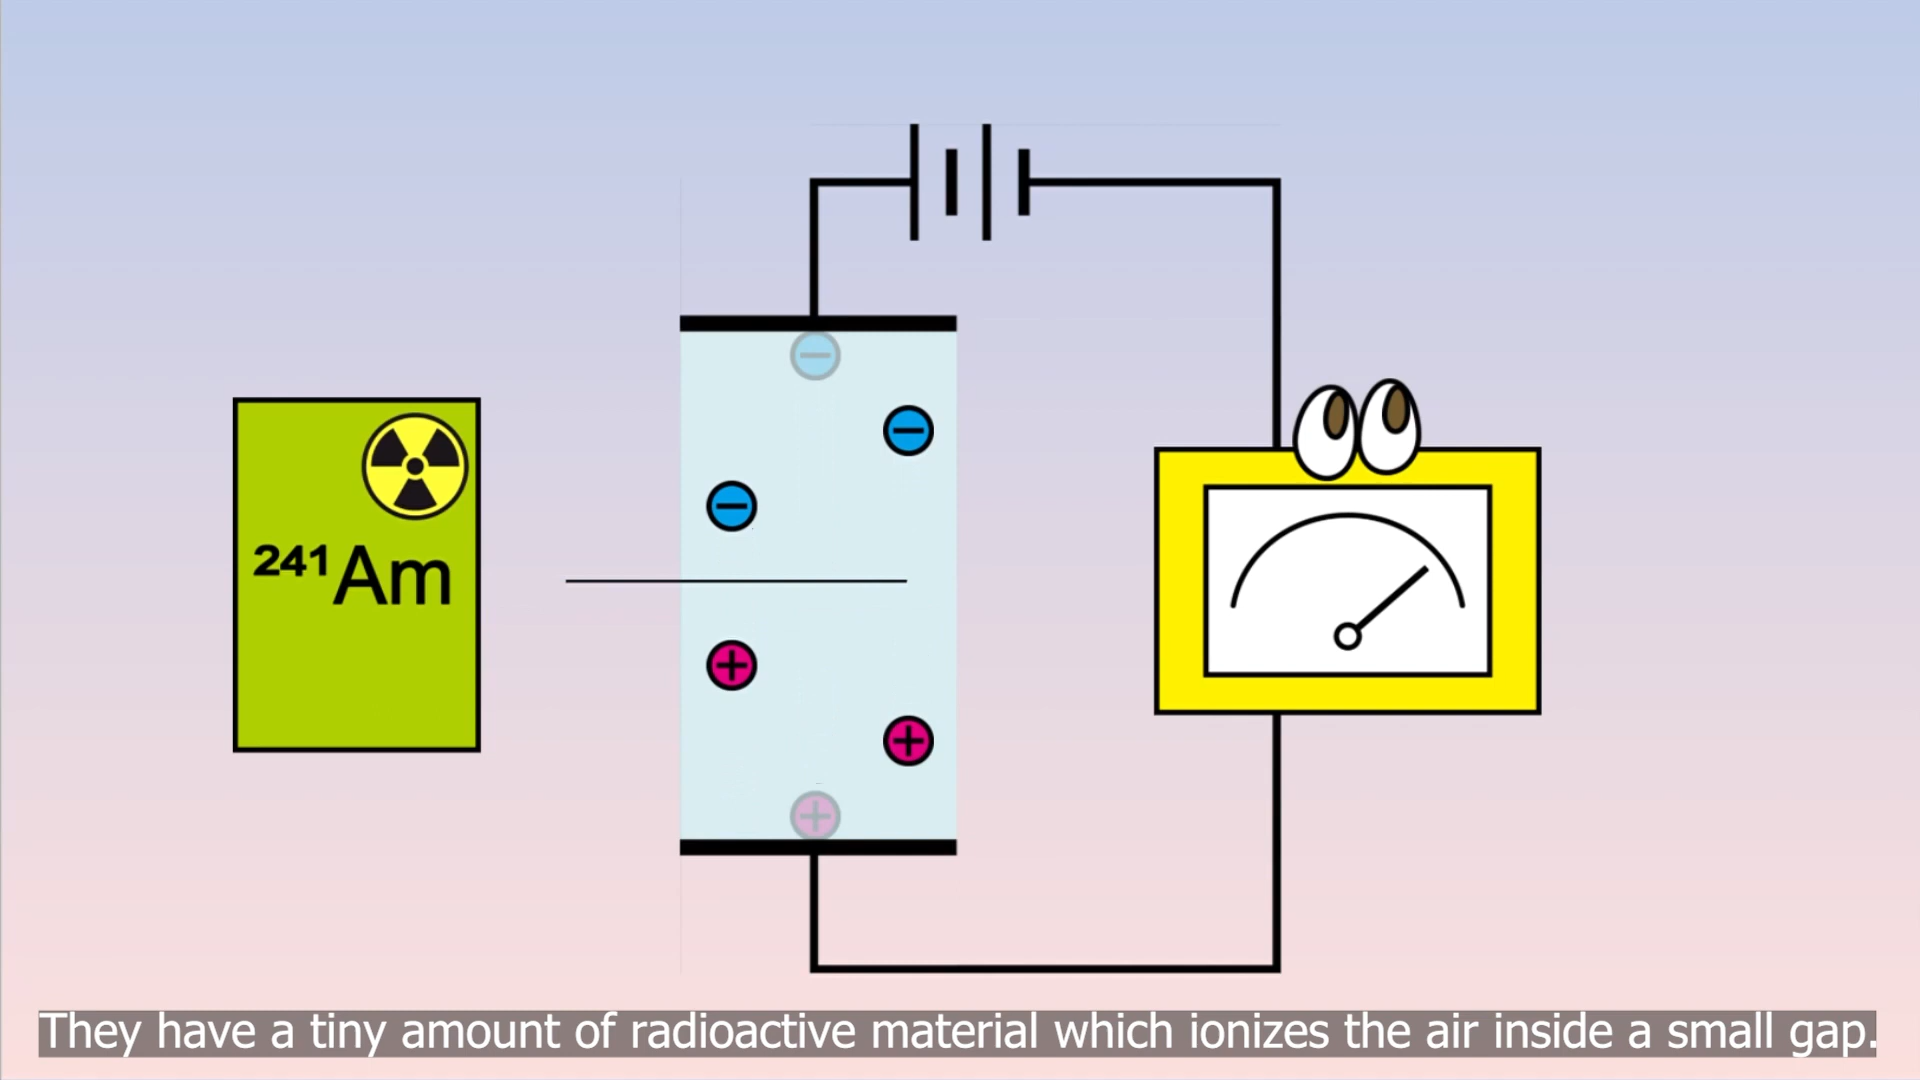 ²⁴¹Am
They have a tiny amount of radioactive material which ionizes the air inside a small gap.